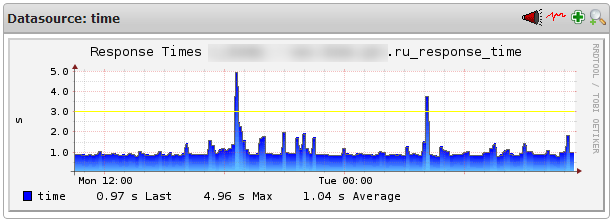 Datasource: time
Response Times .ru_response_time
RRDTOOL / TOBI OETIKER
5.0
4.0
3.0
2.0
1.0
s
Mon 12:00 Tue 00:00
time 0.97 s Last 4.96 s Max 1.04 s Average